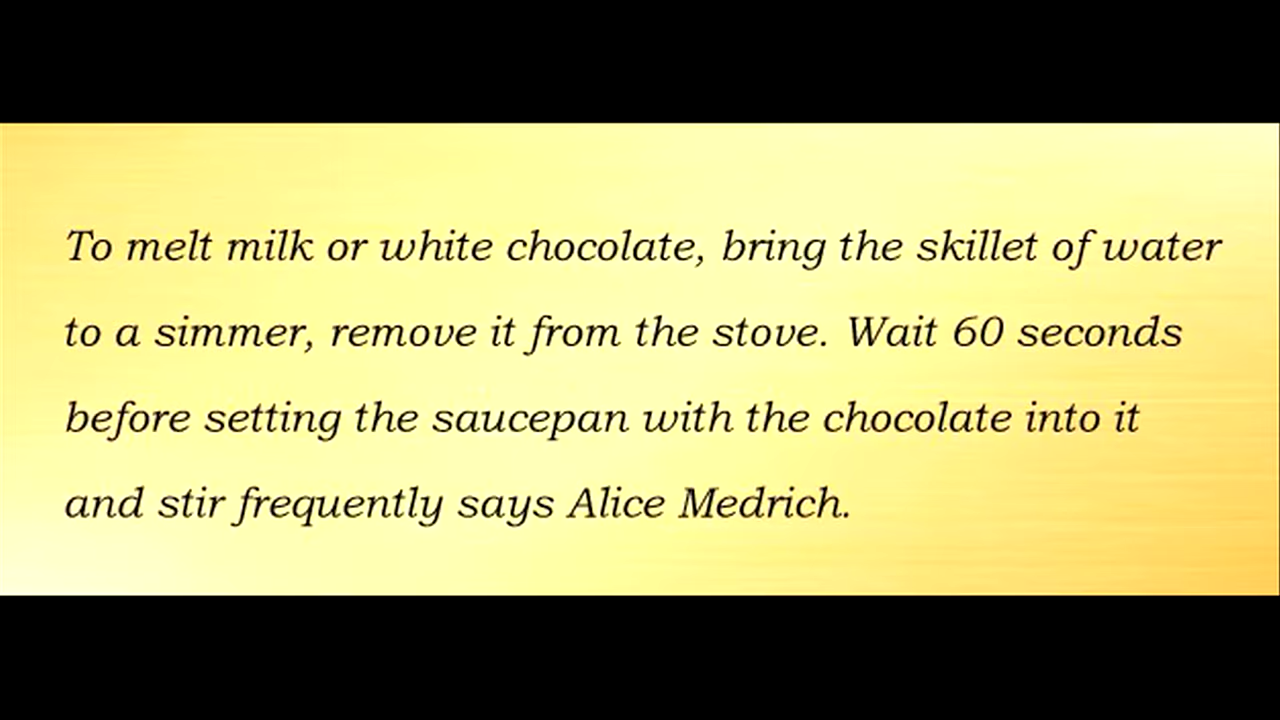 To melt milk or white chocolate, bring the skillet of water
to a simmer, remove it from the stove. Wait 60 seconds
before setting the saucepan with the chocolate into it
and stir frequently says Alice Medrich.